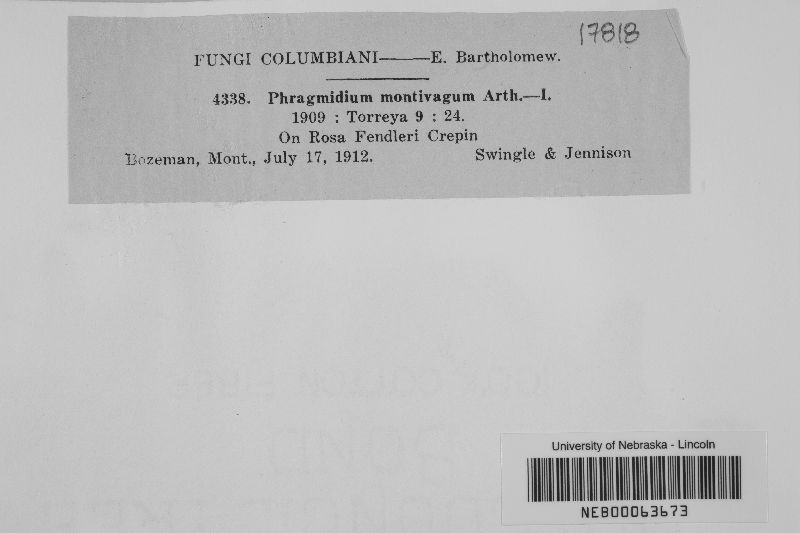 17818
FUNGI COLUMBIANI——E. Bartholomew.
4338. Phragmidium montivagum Arth.—I.
1909 : Torreya 9 : 24.
On Rosa Fendleri Crepin
Bozeman, Mont., July 17, 1912. Swingle & Jennison
University of Nebraska - Lincoln
NEB00063673